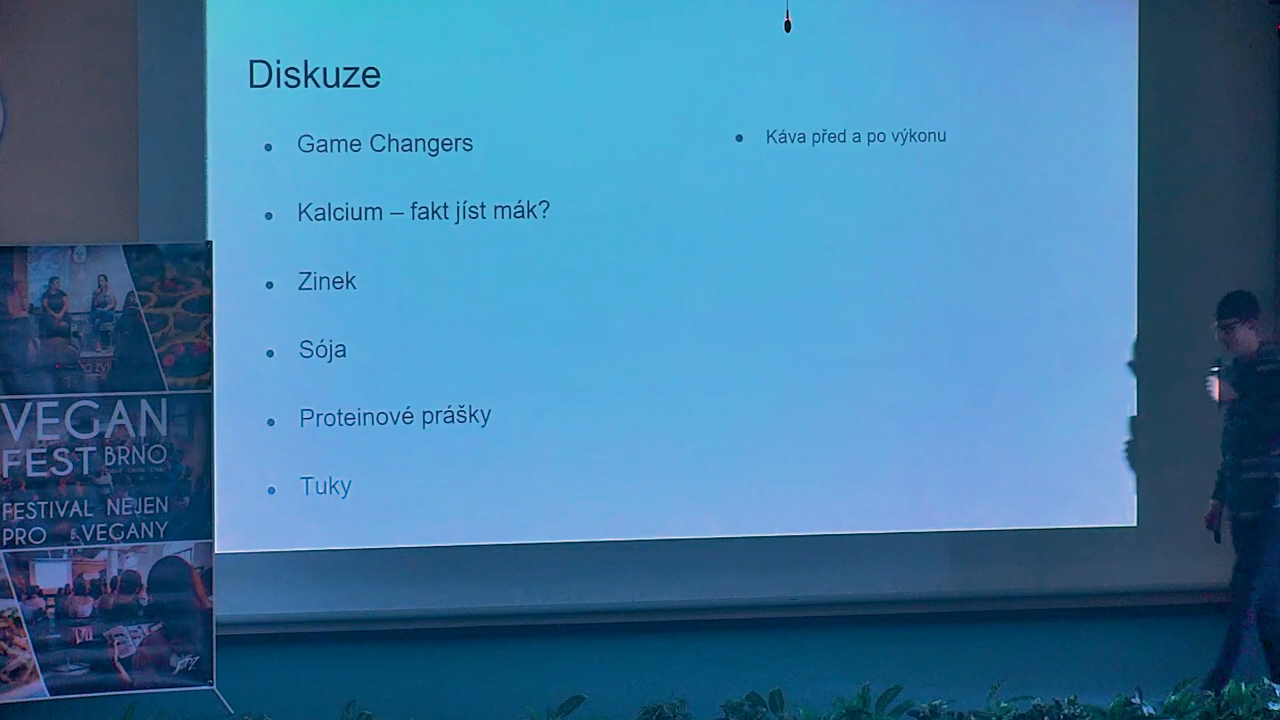 Diskuze
Game Changers
Kalcium – fakt jíst mák?
Zinek
Sója
Proteinové prášky
Tuky
Káva před a po výkonu
VEGAN
FEST BRNO
FESTIVAL NEJEN
PRO VEGANY